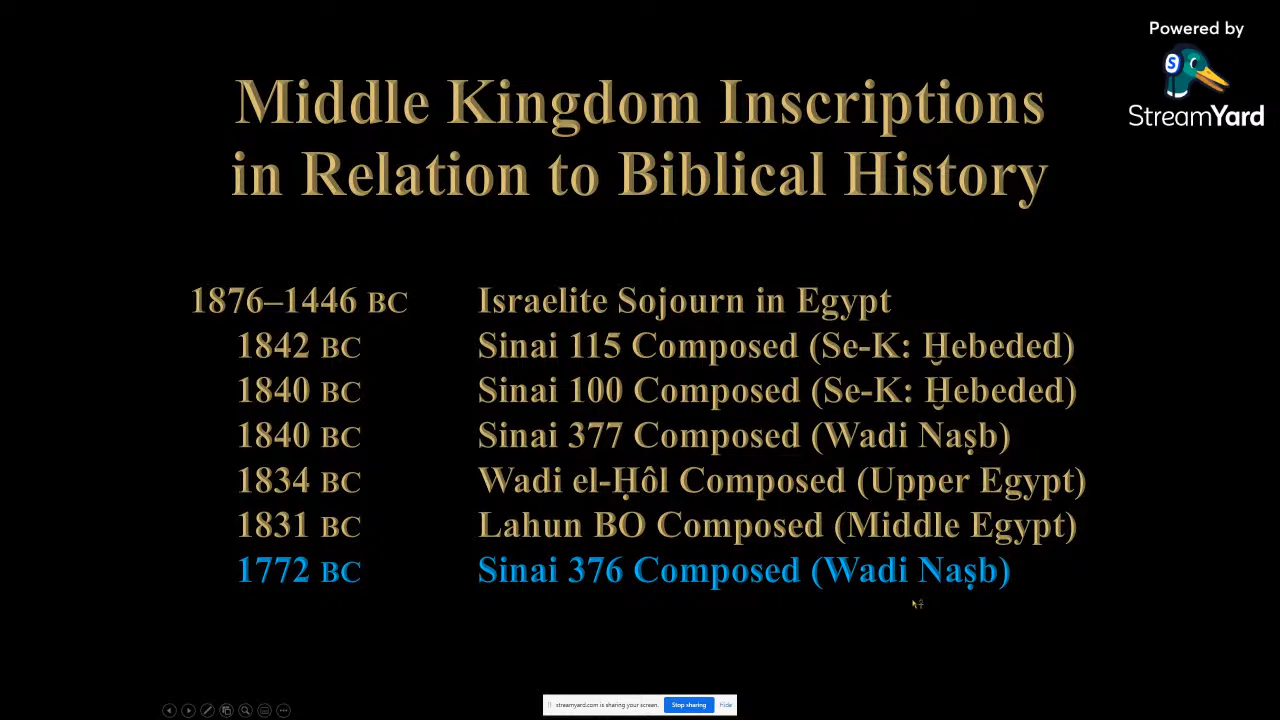 Powered by
StreamYard
Middle Kingdom Inscriptions
in Relation to Biblical History
1876–1446 BC Israelite Sojourn in Egypt
1842 BC Sinai 115 Composed (Se-K: Ḫebeded)
1840 BC Sinai 100 Composed (Se-K: Ḫebeded)
1840 BC Sinai 377 Composed (Wadi Naṣb)
1834 BC Wadi el-Ḥôl Composed (Upper Egypt)
1831 BC Lahun BO Composed (Middle Egypt)
1772 BC Sinai 376 Composed (Wadi Naṣb)
streamyard.com is sharing your screen. Stop sharing Hide